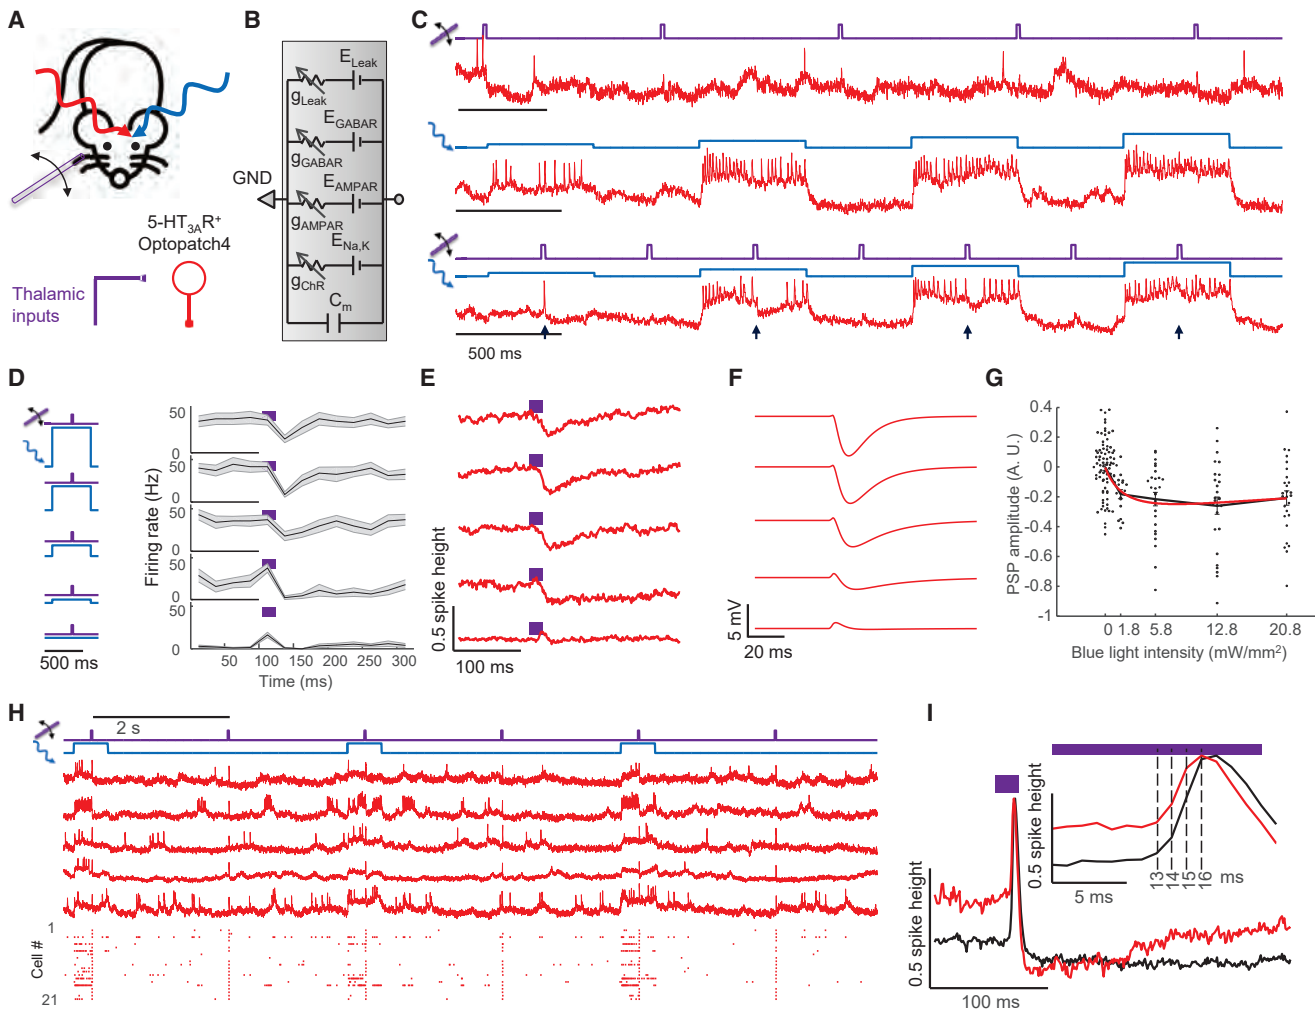 A
B
C
E_Leak
g_Leak
E_GABAR
g_GABAR
E_AMPAR
g_AMPAR
E_Na,K
g_ChR
C_m
GND
5-HT3AR+
Optopatch4
Thalamic
inputs
500 ms
D
E
F
G
Firing rate (Hz)
50
0
50
0
50
0
50
0
50
0
50
100
150
200
250
300
Time (ms)
500 ms
0.5 spike height
100 ms
5 mV
20 ms
PSP amplitude (A. U.)
0.4
0.2
0
-0.2
-0.4
-0.6
-0.8
-1
0
1.8
5.8
12.8
20.8
Blue light intensity (mW/mm²)
H
2 s
1
Cell #
21
I
0.5 spike height
100 ms
0.5 spike height
5 ms
13
14
15
16
ms